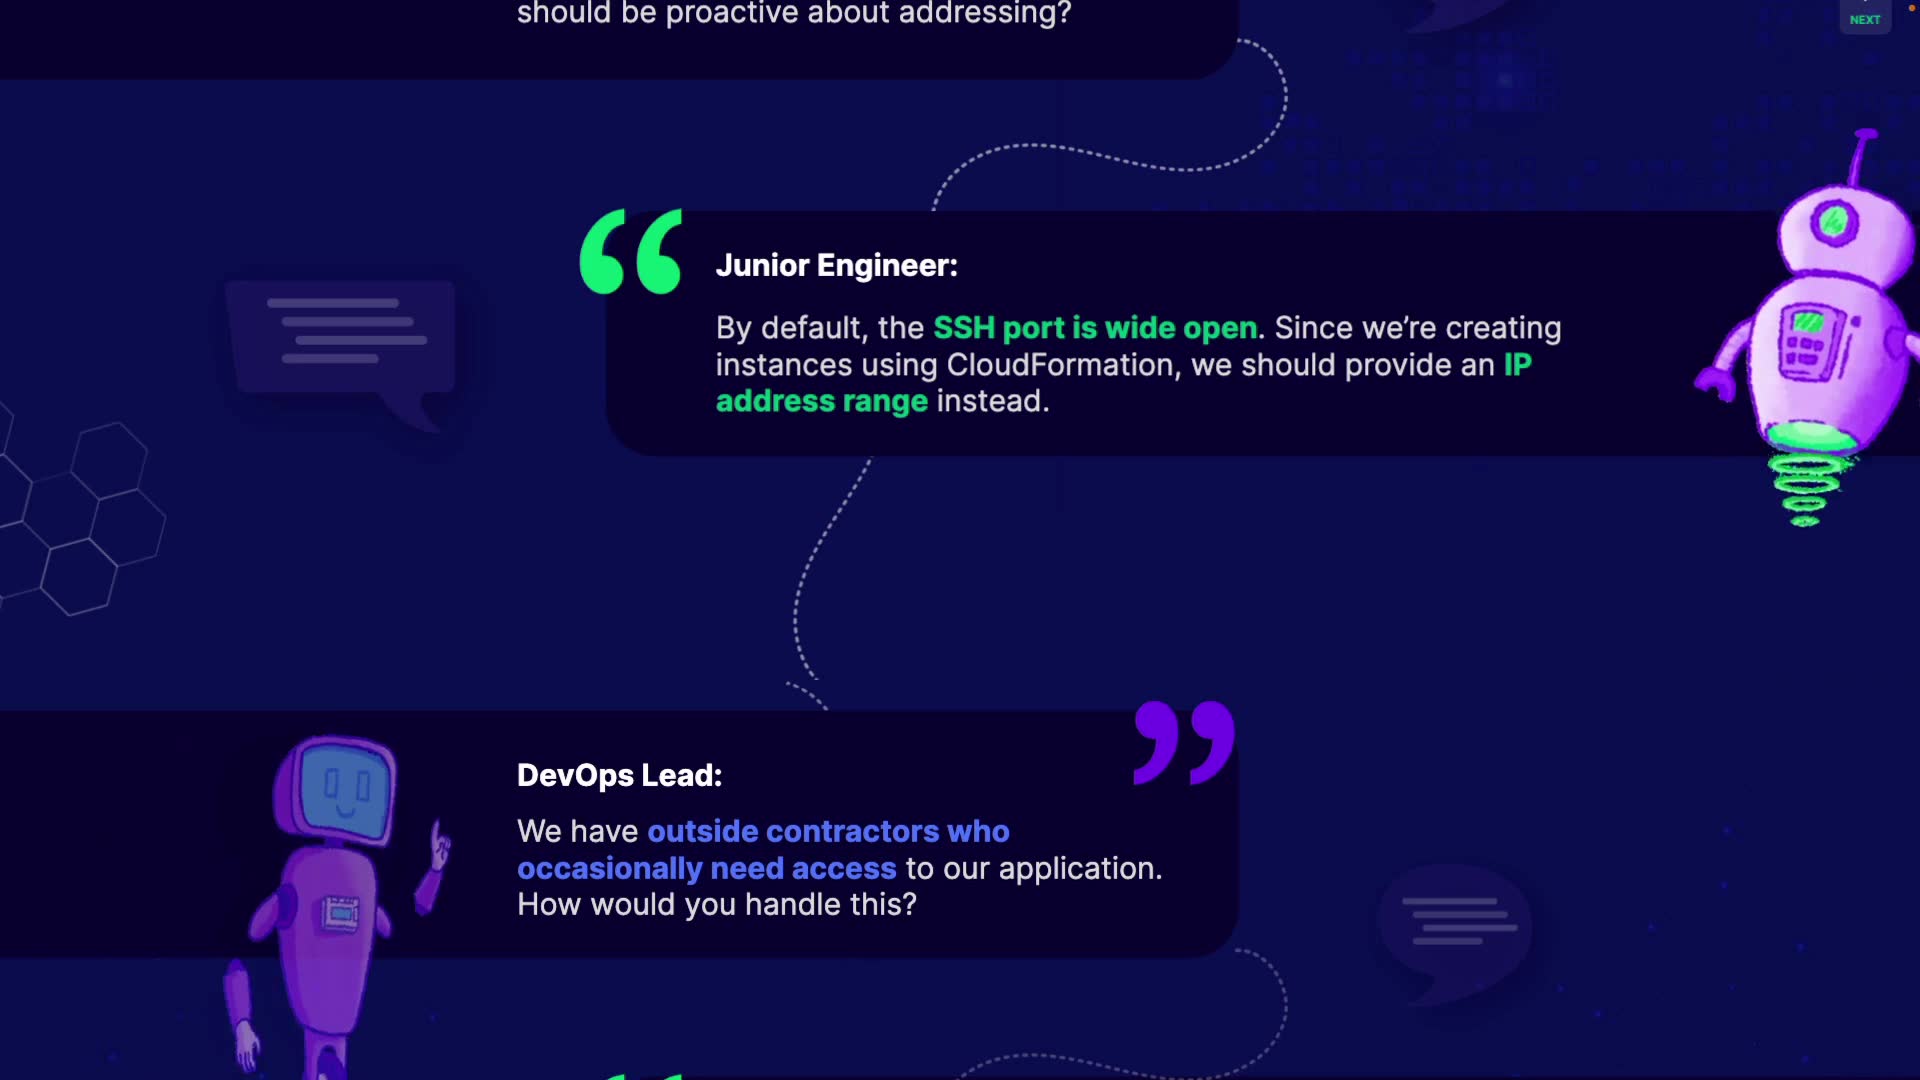 should be proactive about addressing?
NEXT
Junior Engineer:
By default, the SSH port is wide open. Since we’re creating
instances using CloudFormation, we should provide an IP
address range instead.
DevOps Lead:
We have outside contractors who
occasionally need access to our application.
How would you handle this?